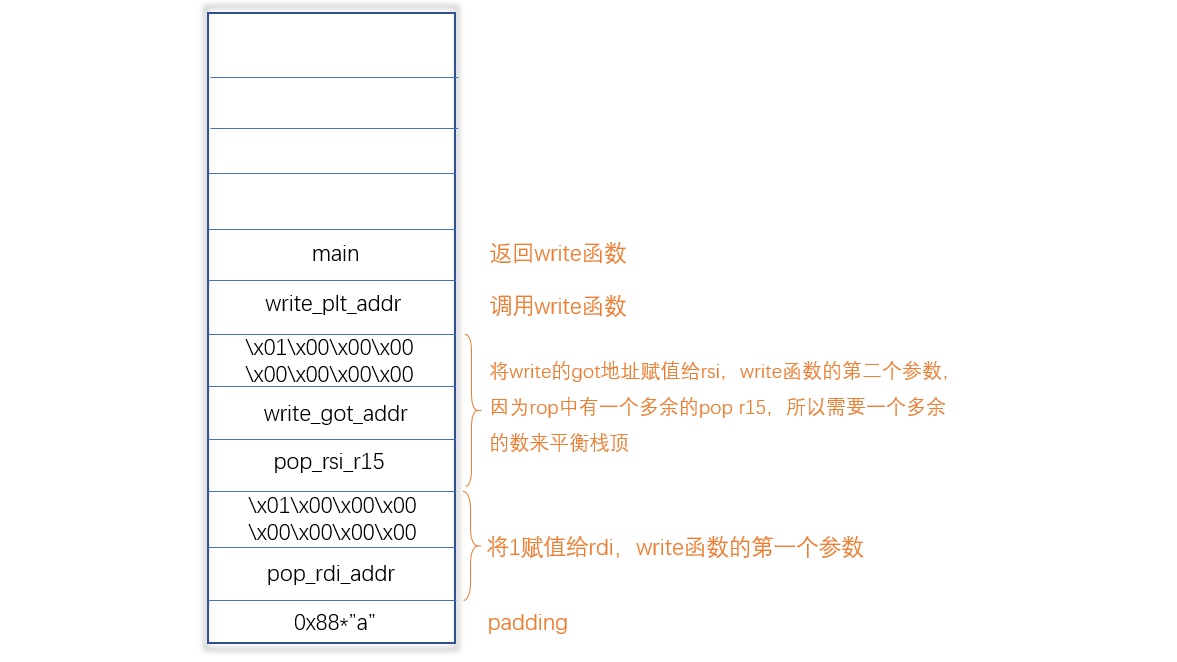 main
返回write函数
write_plt_addr
调用write函数
\x01\x00\x00\x00
\x00\x00\x00\x00
write_got_addr
pop_rsi_r15
将write的got地址赋值给rsi，write函数的第二个参数，
因为rop中有一个多余的pop r15，所以需要一个多余
的数来平衡栈顶
\x01\x00\x00\x00
\x00\x00\x00\x00
pop_rdi_addr
将1赋值给rdi，write函数的第一个参数
0x88*”a”
padding